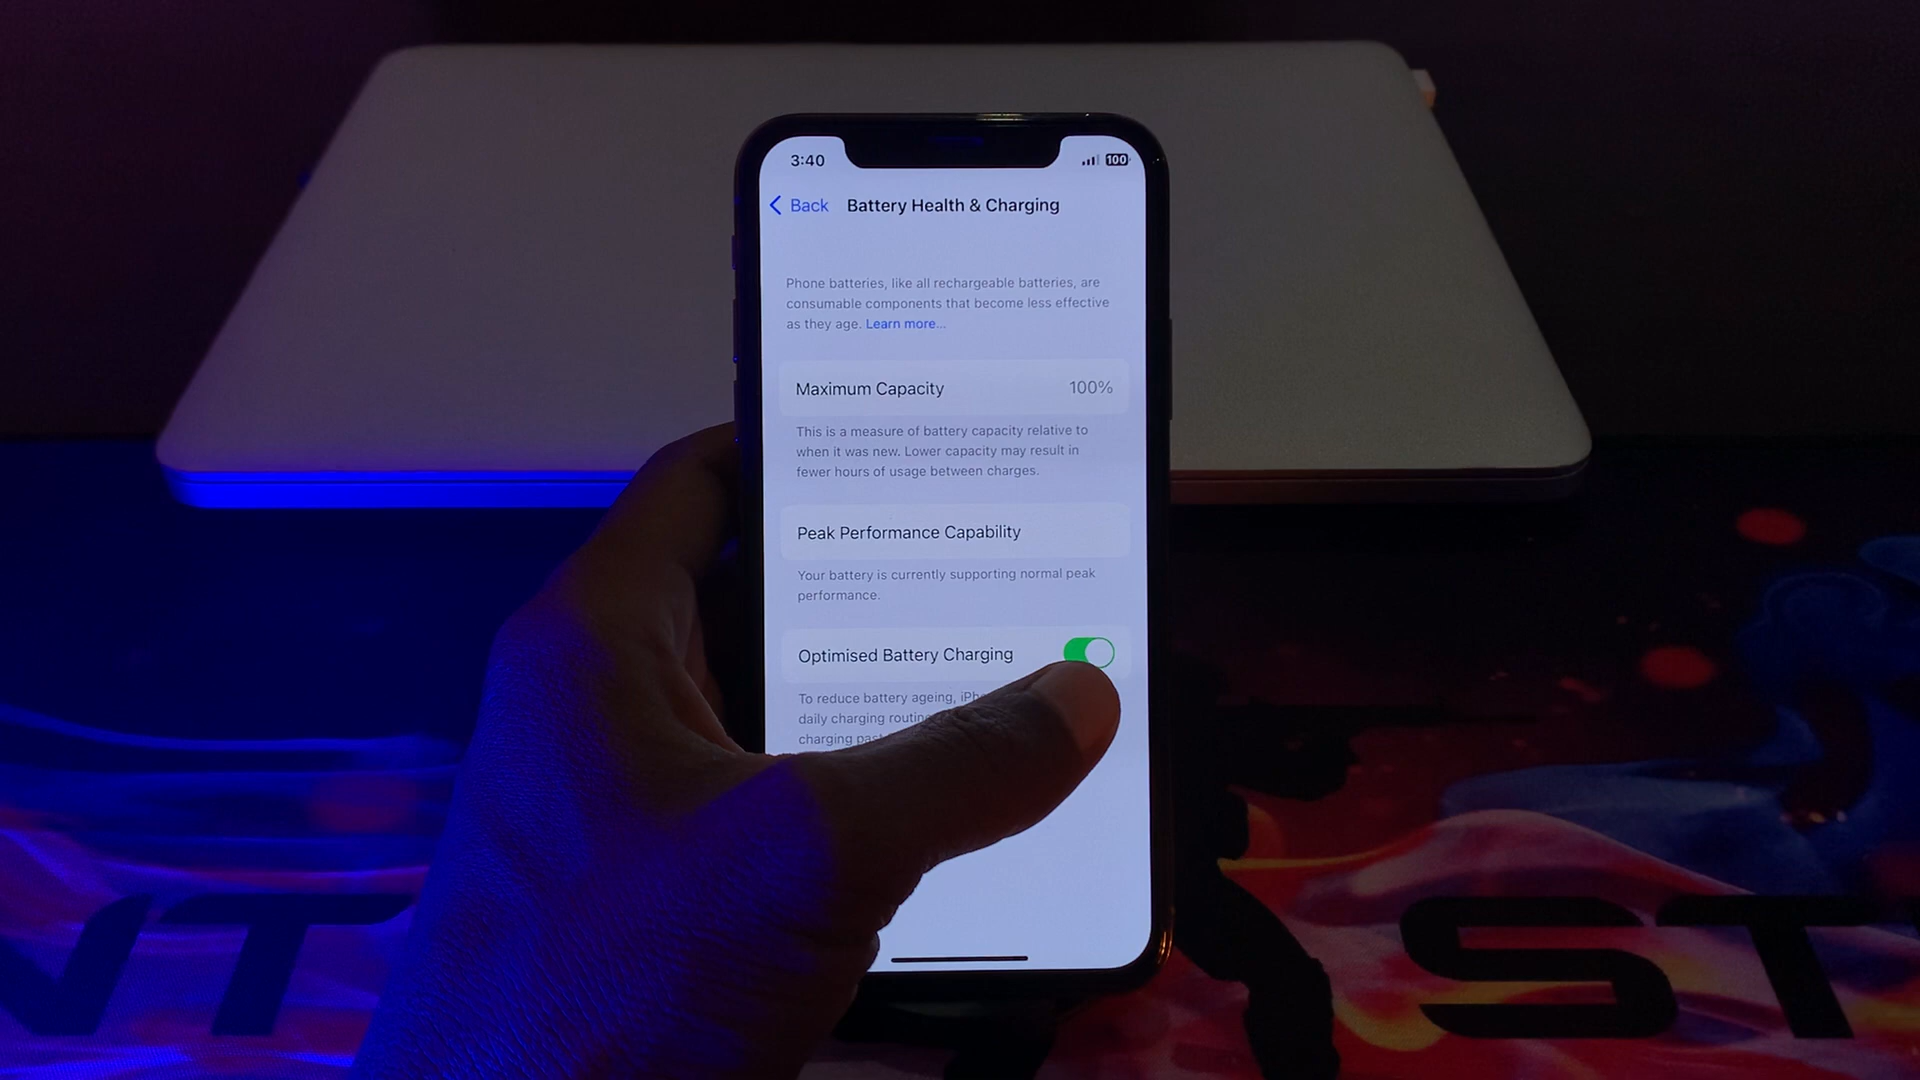 3:40
100
Back
Battery Health & Charging
Phone batteries, like all rechargeable batteries, are
consumable components that become less effective
as they age. Learn more...
Maximum Capacity 100%
This is a measure of battery capacity relative to
when it was new. Lower capacity may result in
fewer hours of usage between charges.
Peak Performance Capability
Your battery is currently supporting normal peak
performance.
Optimised Battery Charging
To reduce battery ageing,
daily charging
charging
NT
ST